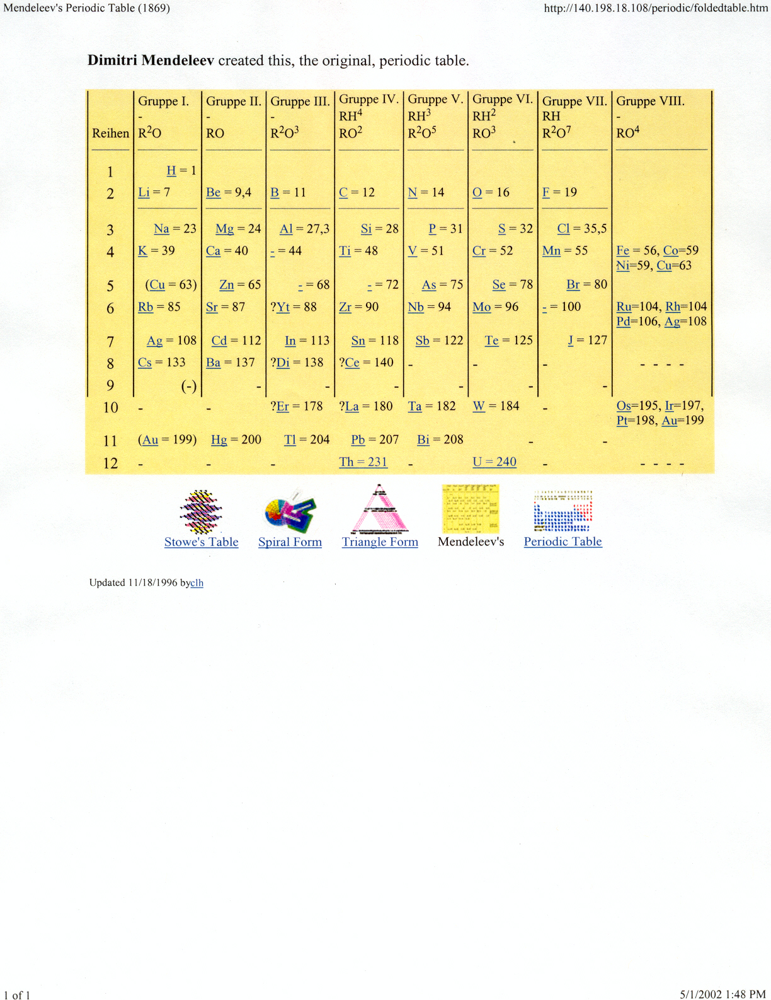 Mendeleev's Periodic Table (1869) http://140.198.18.108/periodic/foldedtable.htm
Dimitri Mendeleev created this, the original, periodic table.
Gruppe I. Gruppe II. Gruppe III. Gruppe IV. Gruppe V. Gruppe VI. Gruppe VII. Gruppe VIII.
- - - RH⁴ RH³ RH² RH -
Reihen R²O RO R²O³ RO² R²O⁵ RO³ R²O⁷ RO⁴
1 H = 1
2 Li = 7 Be = 9,4 B = 11 C = 12 N = 14 O = 16 F = 19
3 Na = 23 Mg = 24 Al = 27,3 Si = 28 P = 31 S = 32 Cl = 35,5
4 K = 39 Ca = 40 - = 44 Ti = 48 V = 51 Cr = 52 Mn = 55 Fe = 56, Co=59
Ni=59, Cu=63
5 (Cu = 63) Zn = 65 - = 68 - = 72 As = 75 Se = 78 Br = 80
6 Rb = 85 Sr = 87 ?Yt = 88 Zr = 90 Nb = 94 Mo = 96 - = 100 Ru=104, Rh=104
Pd=106, Ag=108
7 Ag = 108 Cd = 112 In = 113 Sn = 118 Sb = 122 Te = 125 J = 127
8 Cs = 133 Ba = 137 ?Di = 138 ?Ce = 140 - - - - - - -
9 (-) - - - - - -
10 - - ?Er = 178 ?La = 180 Ta = 182 W = 184 - Os=195, Ir=197,
Pt=198, Au=199
11 (Au = 199) Hg = 200 Tl = 204 Pb = 207 Bi = 208 - -
12 - - - Th = 231 - U = 240 - - - - -
Stowe's Table Spiral Form Triangle Form Mendeleev's Periodic Table
Updated 11/18/1996 byclh
1 of 1 5/1/2002 1:48 PM